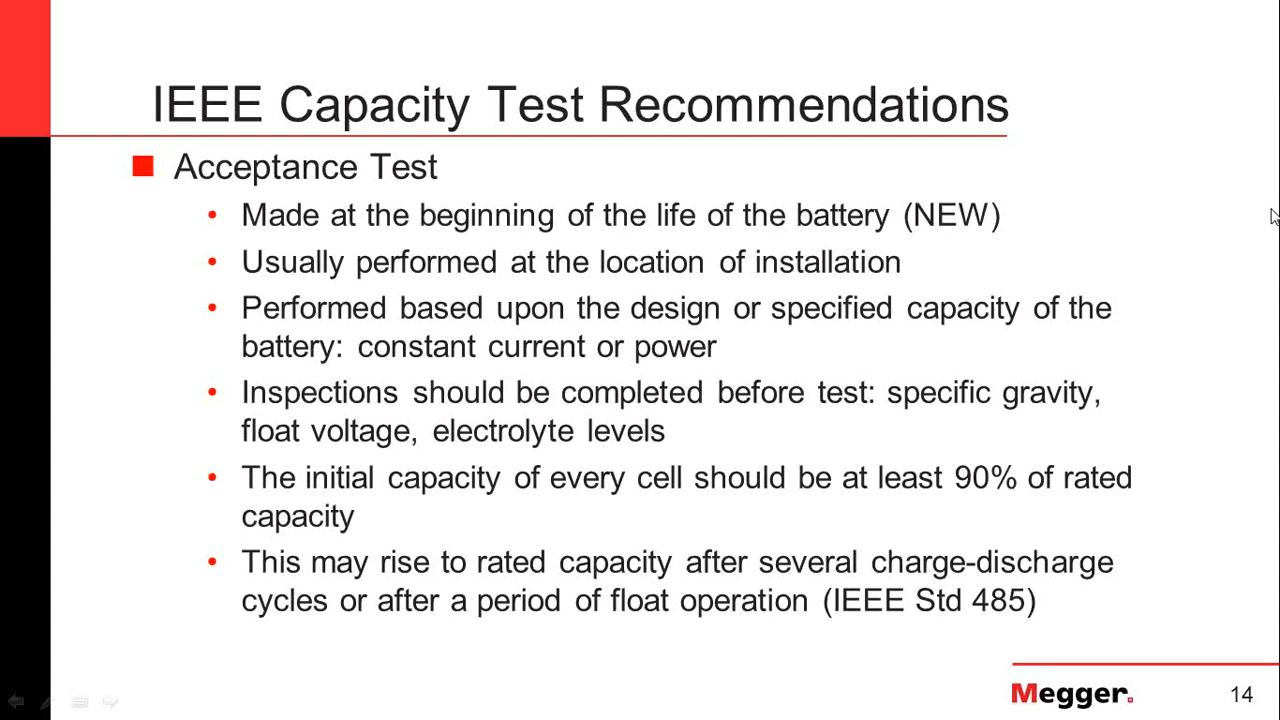 IEEE Capacity Test Recommendations
Acceptance Test
Made at the beginning of the life of the battery (NEW)
Usually performed at the location of installation
Performed based upon the design or specified capacity of the
battery: constant current or power
Inspections should be completed before test: specific gravity,
float voltage, electrolyte levels
The initial capacity of every cell should be at least 90% of rated
capacity
This may rise to rated capacity after several charge-discharge
cycles or after a period of float operation (IEEE Std 485)
Megger.
14